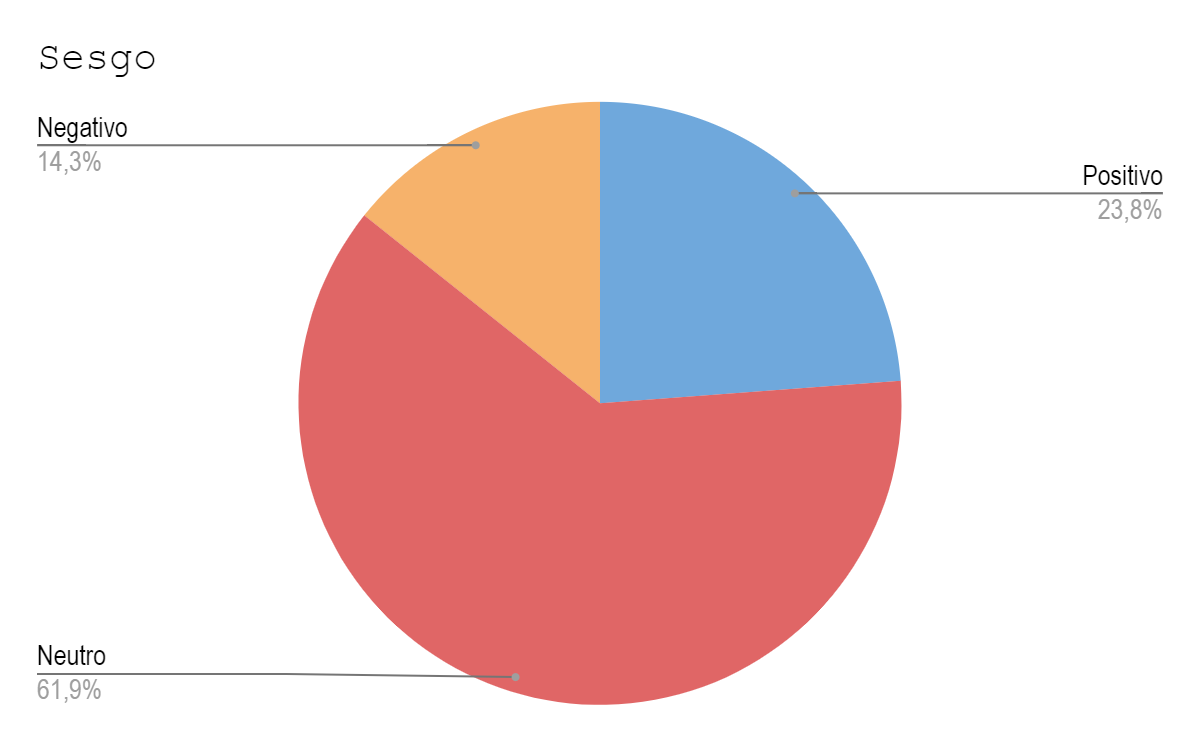 Sesgo
Negativo
14,3%
Positivo
23,8%
Neutro
61,9%